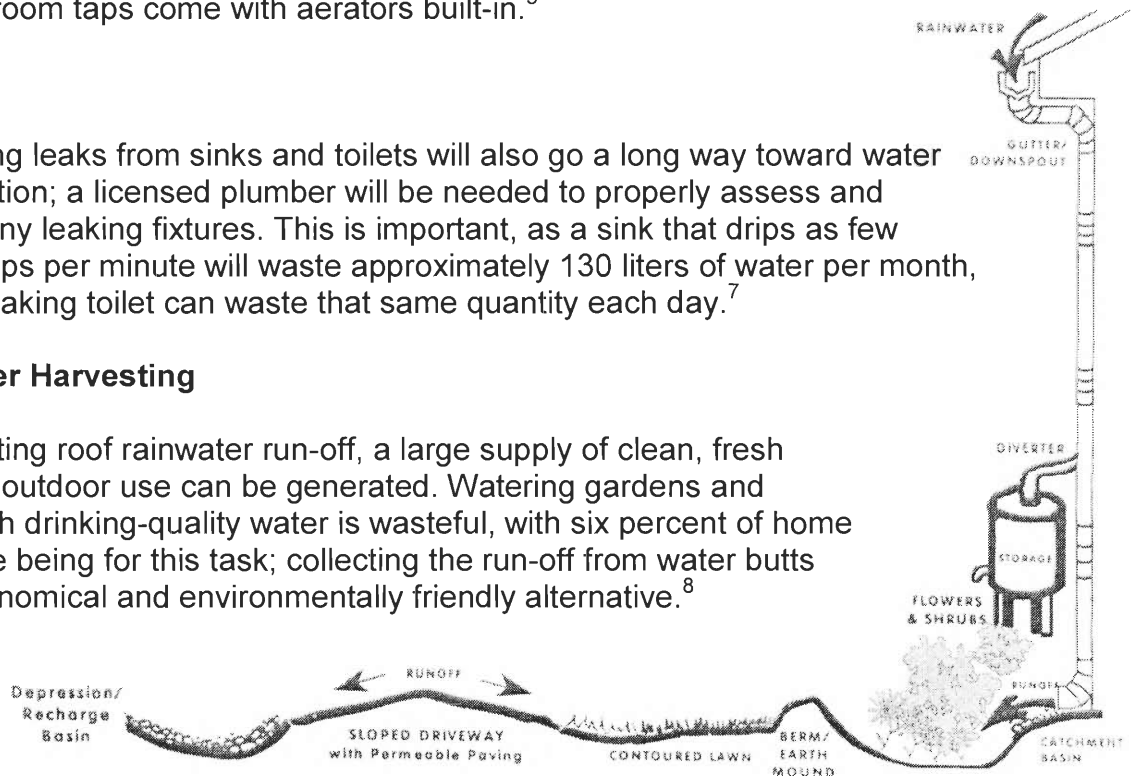 room taps come with aerators built-in.
RAINWATER
ng leaks from sinks and toilets will also go a long way toward water
tion; a licensed plumber will be needed to properly assess and
ny leaking fixtures. This is important, as a sink that drips as few
ps per minute will waste approximately 130 liters of water per month,
aking toilet can waste that same quantity each day.7
GUTTER/
DOWNSPOUT
er Harvesting
ting roof rainwater run-off, a large supply of clean, fresh
outdoor use can be generated. Watering gardens and
h drinking-quality water is wasteful, with six percent of home
e being for this task; collecting the run-off from water butts
nomical and environmentally friendly alternative.8
DIVERTER
STORAGE
FLOWERS
& SHRUBS
RUNOFF
CATCHMENT
BASIN
RUNOFF
Depression/
Recharge
Basin
SLOPED DRIVEWAY
with Permeable Paving
CONTOURED LAWN
BERM/
EARTH
MOUND